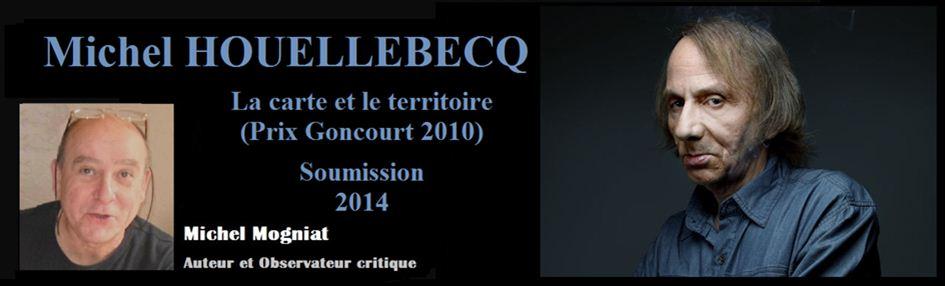 Michel HOUELLEBECQ
La carte et le territoire
(Prix Goncourt 2010)
Soumission
2014
Michel Mogniat
Auteur et Observateur critique